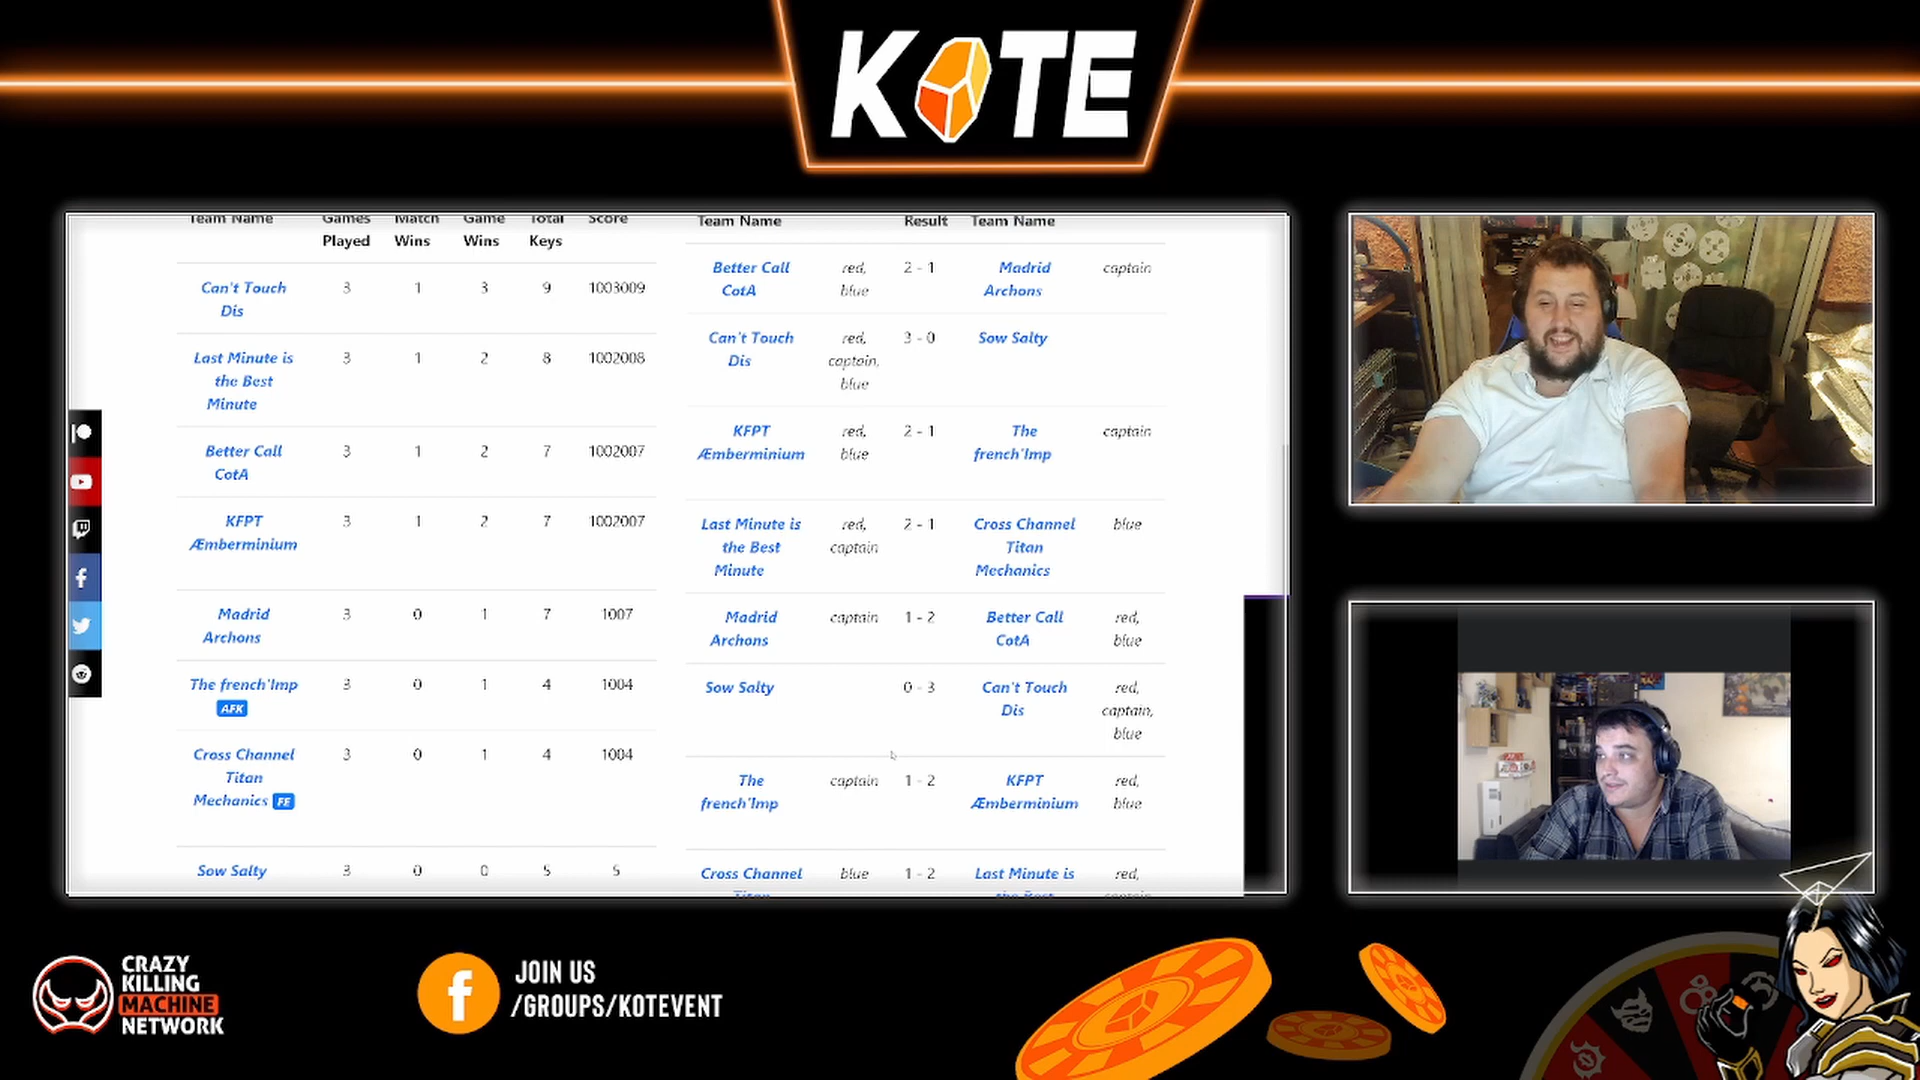 KOTE
Team Name Games Match Game Total Score
Played Wins Wins Keys
Can't Touch 3 1 3 9 1003009
Dis
Last Minute is 3 1 2 8 1002008
the Best
Minute
Better Call 3 1 2 7 1002007
CotA
KFPT 3 1 2 7 1002007
Æmberminium
Madrid 3 0 1 7 1007
Archons
The french'Imp 3 0 1 4 1004
AFK
Cross Channel 3 0 1 4 1004
Titan
Mechanics FE
Sow Salty 3 0 0 5 5
Team Name Result Team Name
Better Call red, 2 - 1 Madrid captain
CotA blue Archons
Can't Touch red, 3 - 0 Sow Salty
Dis captain,
blue
KFPT red, 2 - 1 The captain
Æmberminium blue french'Imp
Last Minute is red, 2 - 1 Cross Channel blue
the Best captain Titan
Minute Mechanics
Madrid captain 1 - 2 Better Call red,
Archons CotA blue
Sow Salty 0 - 3 Can't Touch red,
Dis captain,
blue
The captain 1 - 2 KFPT red,
french'Imp Æmberminium blue
Cross Channel blue 1 - 2 Last Minute is red,
CRAZY
KILLING
MACHINE
NETWORK
f
JOIN US
/GROUPS/KOTEVENT